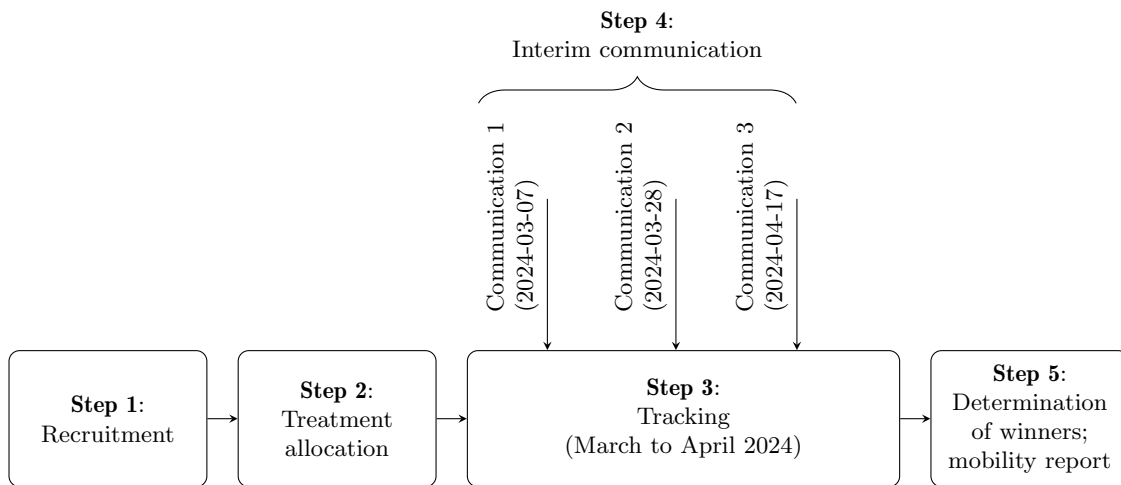 Step 4:
Interim communication
Communication 1
(2024-03-07)
Communication 2
(2024-03-28)
Communication 3
(2024-04-17)
Step 1:
Recruitment
Step 2:
Treatment
allocation
Step 3:
Tracking
(March to April 2024)
Step 5:
Determination
of winners;
mobility report